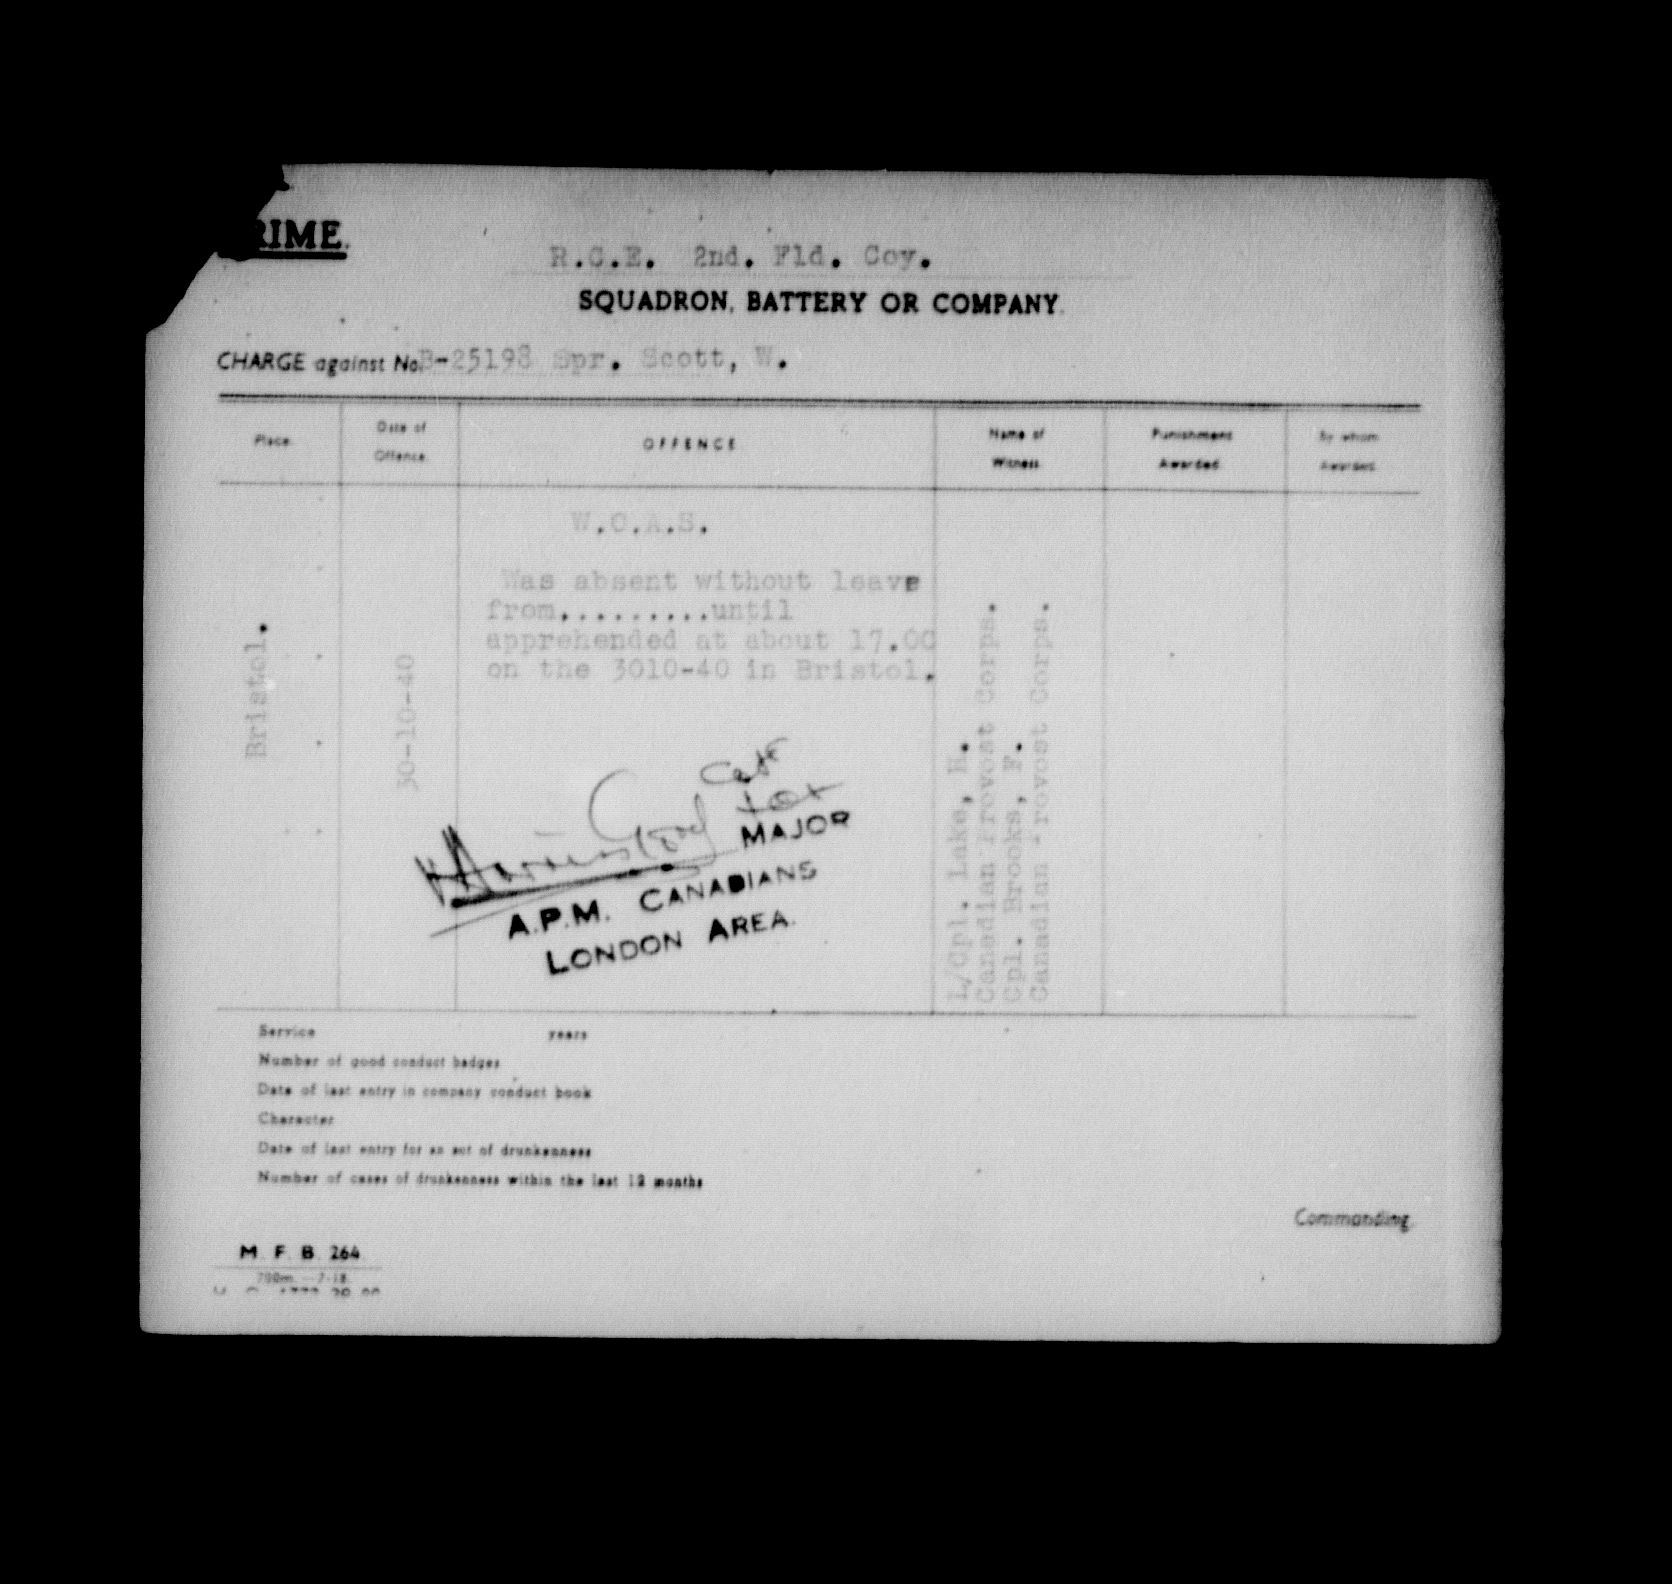 RIME.
R.C.E. 2nd. Fld. Coy.
SQUADRON, BATTERY OR COMPANY.
CHARGE against No. B-25198 Spr. Scott, W.
Place
Date of Offence
OFFENCE
Name of Witness
Punishment Awarded
By whom Awarded
Bristol.
30-10-40
W.O.A.S.
Was absent without leave
from.........until
apprehended at about 17.00
on the 3010-40 in Bristol.
L/Cpl. Lake, H.
Canadian Provost Corps.
Cpl. Brooks, F.
Canadian Provost Corps.
Capt
for
MAJOR
A.P.M. CANADIANS
LONDON AREA.
Service years
Number of good conduct badges
Date of last entry in company conduct book
Character
Date of last entry for an act of drunkenness
Number of cases of drunkenness within the last 12 months
Commanding.
M. F. B. 264
700m.—7-18.